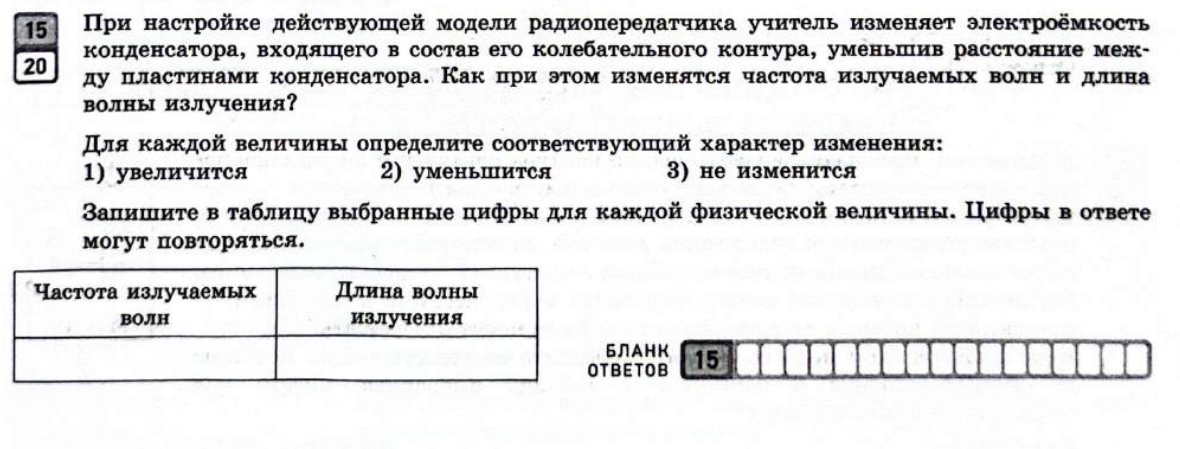 15
20
При настройке действующей модели радиопередатчика учитель изменяет электроёмкость
конденсатора, входящего в состав его колебательного контура, уменьшив расстояние меж-
ду пластинами конденсатора. Как при этом изменятся частота излучаемых волн и длина
волны излучения?
Для каждой величины определите соответствующий характер изменения:
1) увеличится 2) уменьшится 3) не изменится
Запишите в таблицу выбранные цифры для каждой физической величины. Цифры в ответе
могут повторяться.
Частота излучаемых
волн
Длина волны
излучения
БЛАНК
ОТВЕТОВ
15